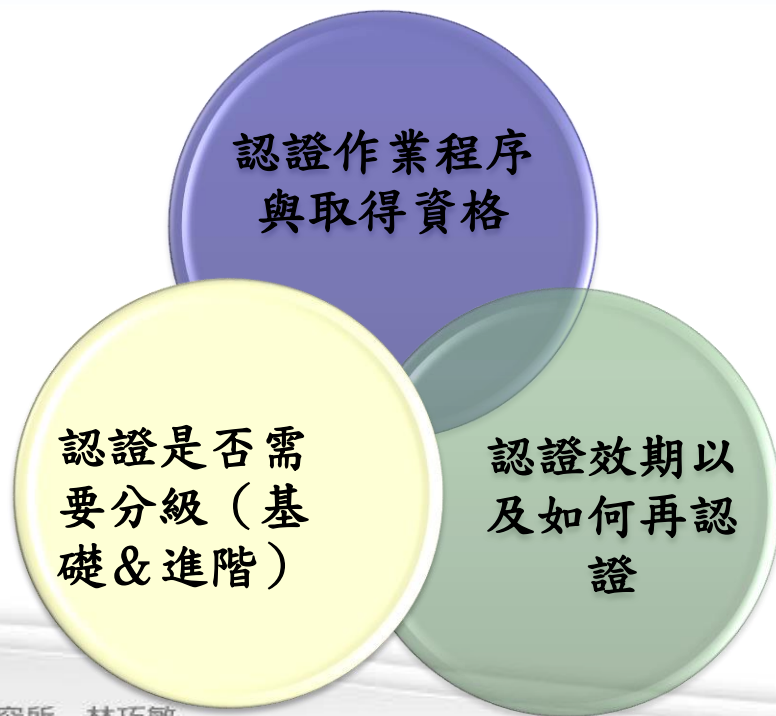 認證作業程序
與取得資格
認證是否需
要分級（基
礎&進階）
認證效期以
及如何再認
證